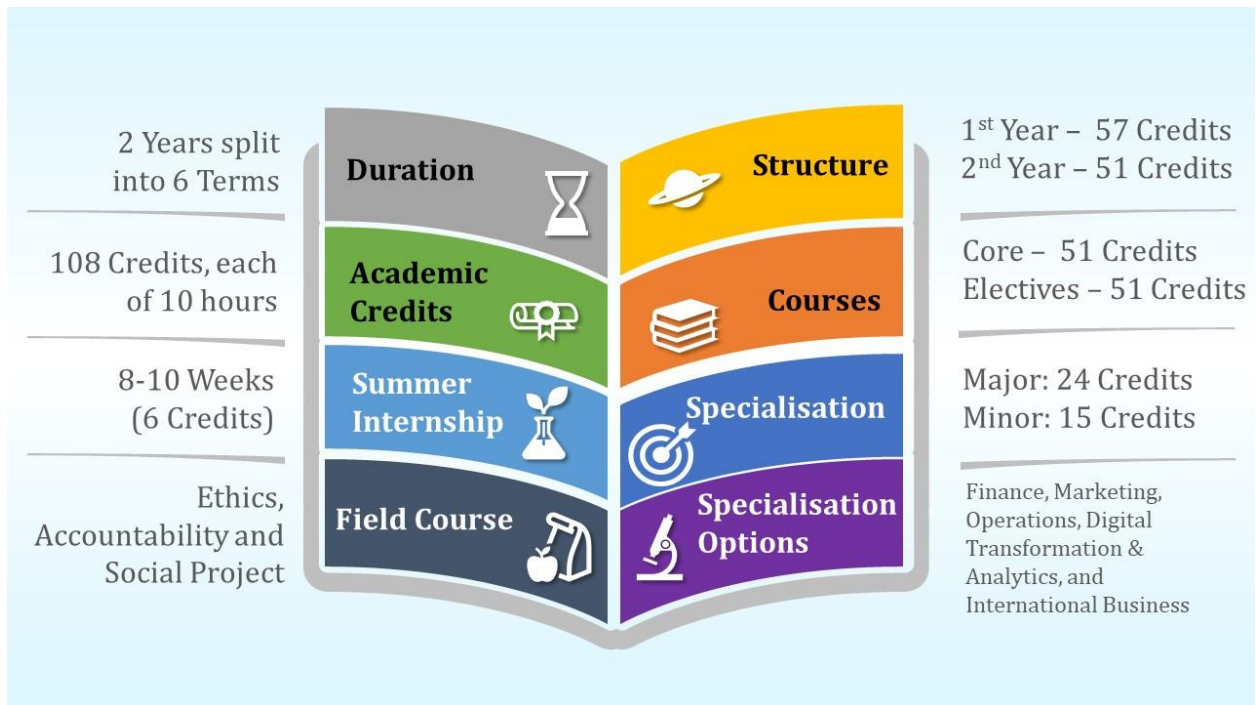 2 Years split
into 6 Terms
Duration
Structure
1st Year – 57 Credits
2nd Year – 51 Credits
108 Credits, each
of 10 hours
Academic
Credits
Courses
Core – 51 Credits
Electives – 51 Credits
8-10 Weeks
(6 Credits)
Summer
Internship
Specialisation
Major: 24 Credits
Minor: 15 Credits
Ethics,
Accountability and
Social Project
Field Course
Specialisation
Options
Finance, Marketing,
Operations, Digital
Transformation &
Analytics, and
International Business